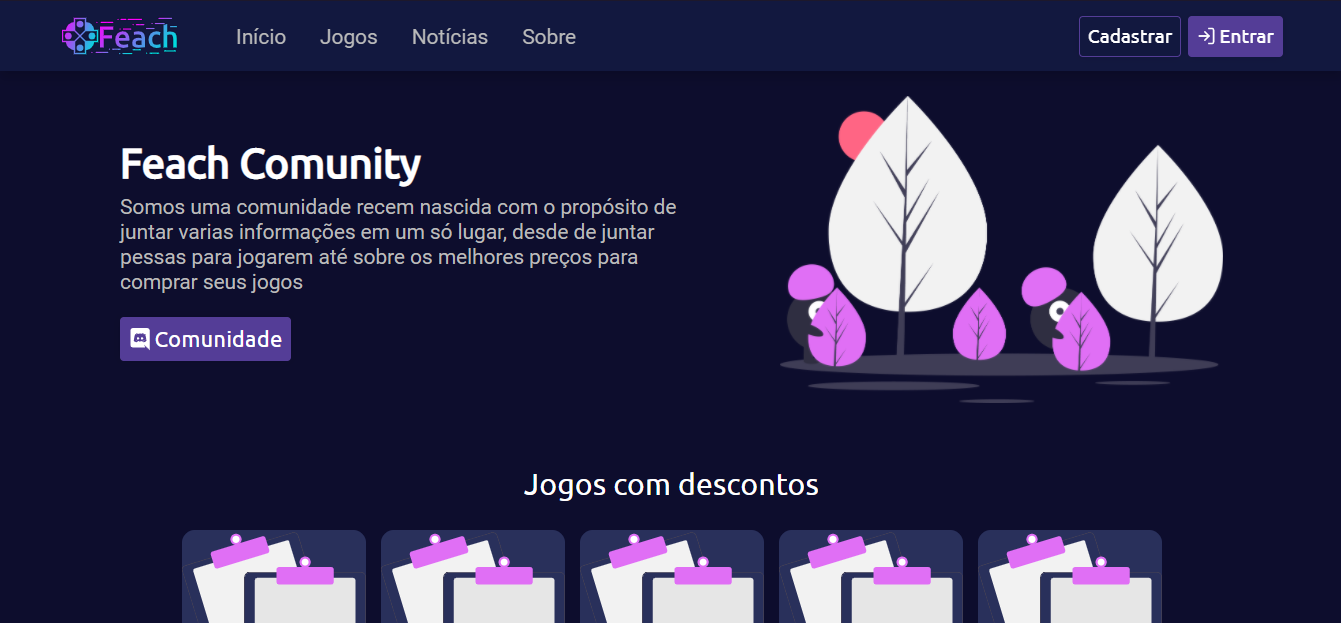 Feach
Início
Jogos
Notícias
Sobre
Cadastrar
Entrar
Feach Comunity
Somos uma comunidade recem nascida com o propósito de
juntar varias informações em um só lugar, desde de juntar
pessas para jogarem até sobre os melhores preços para
comprar seus jogos
Comunidade
Jogos com descontos